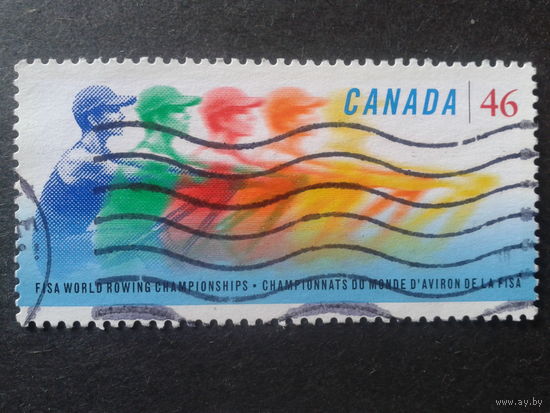 CANADA | 46
FISA WORLD ROWING CHAMPIONSHIPS • CHAMPIONNATS DU MONDE D'AVIRON DE LA FISA
www.ay.by